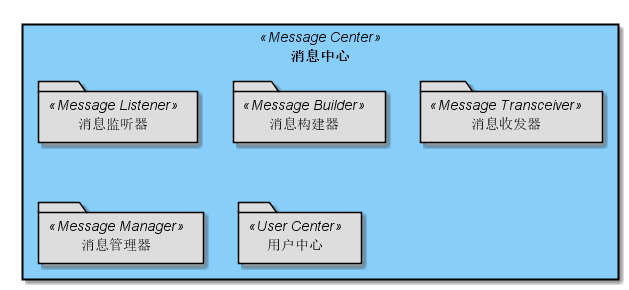 «Message Center»
消息中心
«Message Listener»
消息监听器
«Message Builder»
消息构建器
«Message Transceiver»
消息收发器
«Message Manager»
消息管理器
«User Center»
用户中心